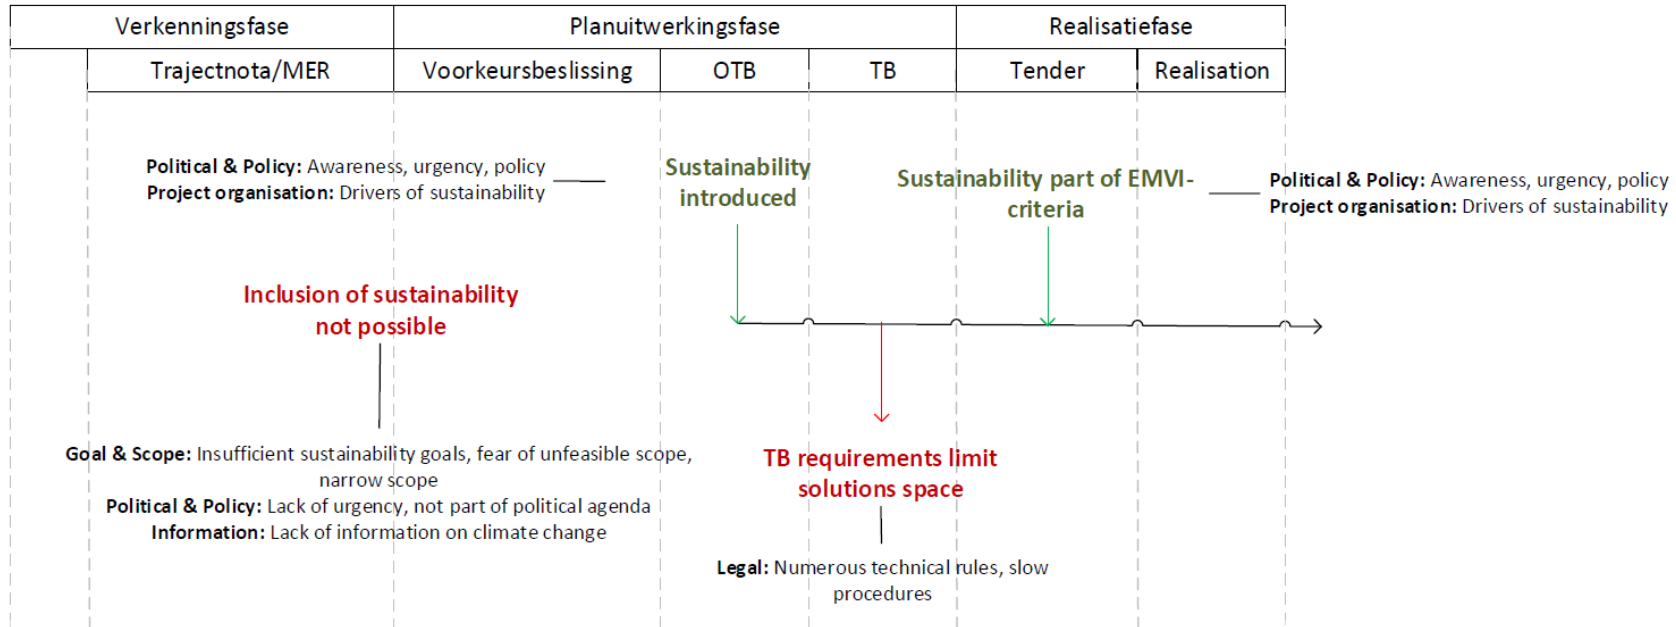 Verkenningsfase Planuitwerkingsfase Realisatiefase
Trajectnota/MER Voorkeursbeslissing OTB TB Tender Realisation
Political & Policy: Awareness, urgency, policy
Project organisation: Drivers of sustainability
Sustainability
introduced
Sustainability part of EMVI-
criteria
Political & Policy: Awareness, urgency, policy
Project organisation: Drivers of sustainability
Inclusion of sustainability
not possible
Goal & Scope: Insufficient sustainability goals, fear of unfeasible scope,
narrow scope
Political & Policy: Lack of urgency, not part of political agenda
Information: Lack of information on climate change
TB requirements limit
solutions space
Legal: Numerous technical rules, slow
procedures